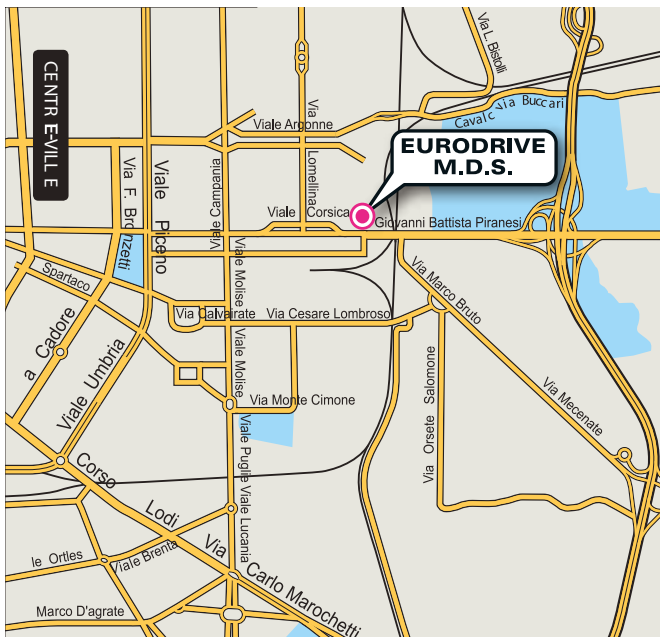 Via L. Bistolli
CENTR E-VILL E
Via
Lomellina
Cavalc Via Buccari
Viale Argonne
EURODRIVE
M.D.S.
Via F. Bronzetti
Viale Piceno
Viale Campania
Viale Corsica
Giovanni Battista Piranesi
Spartaco
Viale Molise
Via Marco Bruto
Via Calvairate
Via Cesare Lombroso
a Cadore
Viale Umbria
Viale Molise
Via Orsete Salomone
Via Mecenate
Via Monte Cimone
Viale Puglie
Viale Lucania
Corso
Lodi
Via
Carlo Marochetti
le Ortles
Viale Brenta
Marco D'agrate